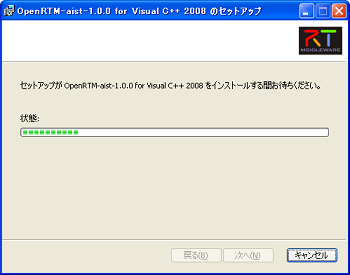 OpenRTM-aist-1.0.0 for Visual C++ 2008 のセットアップ
RT
MIDDLEWARE
セットアップが OpenRTM-aist-1.0.0 for Visual C++ 2008 をインストールする間お待ちください。
状態:
戻る(B) 次へ(N) キャンセル